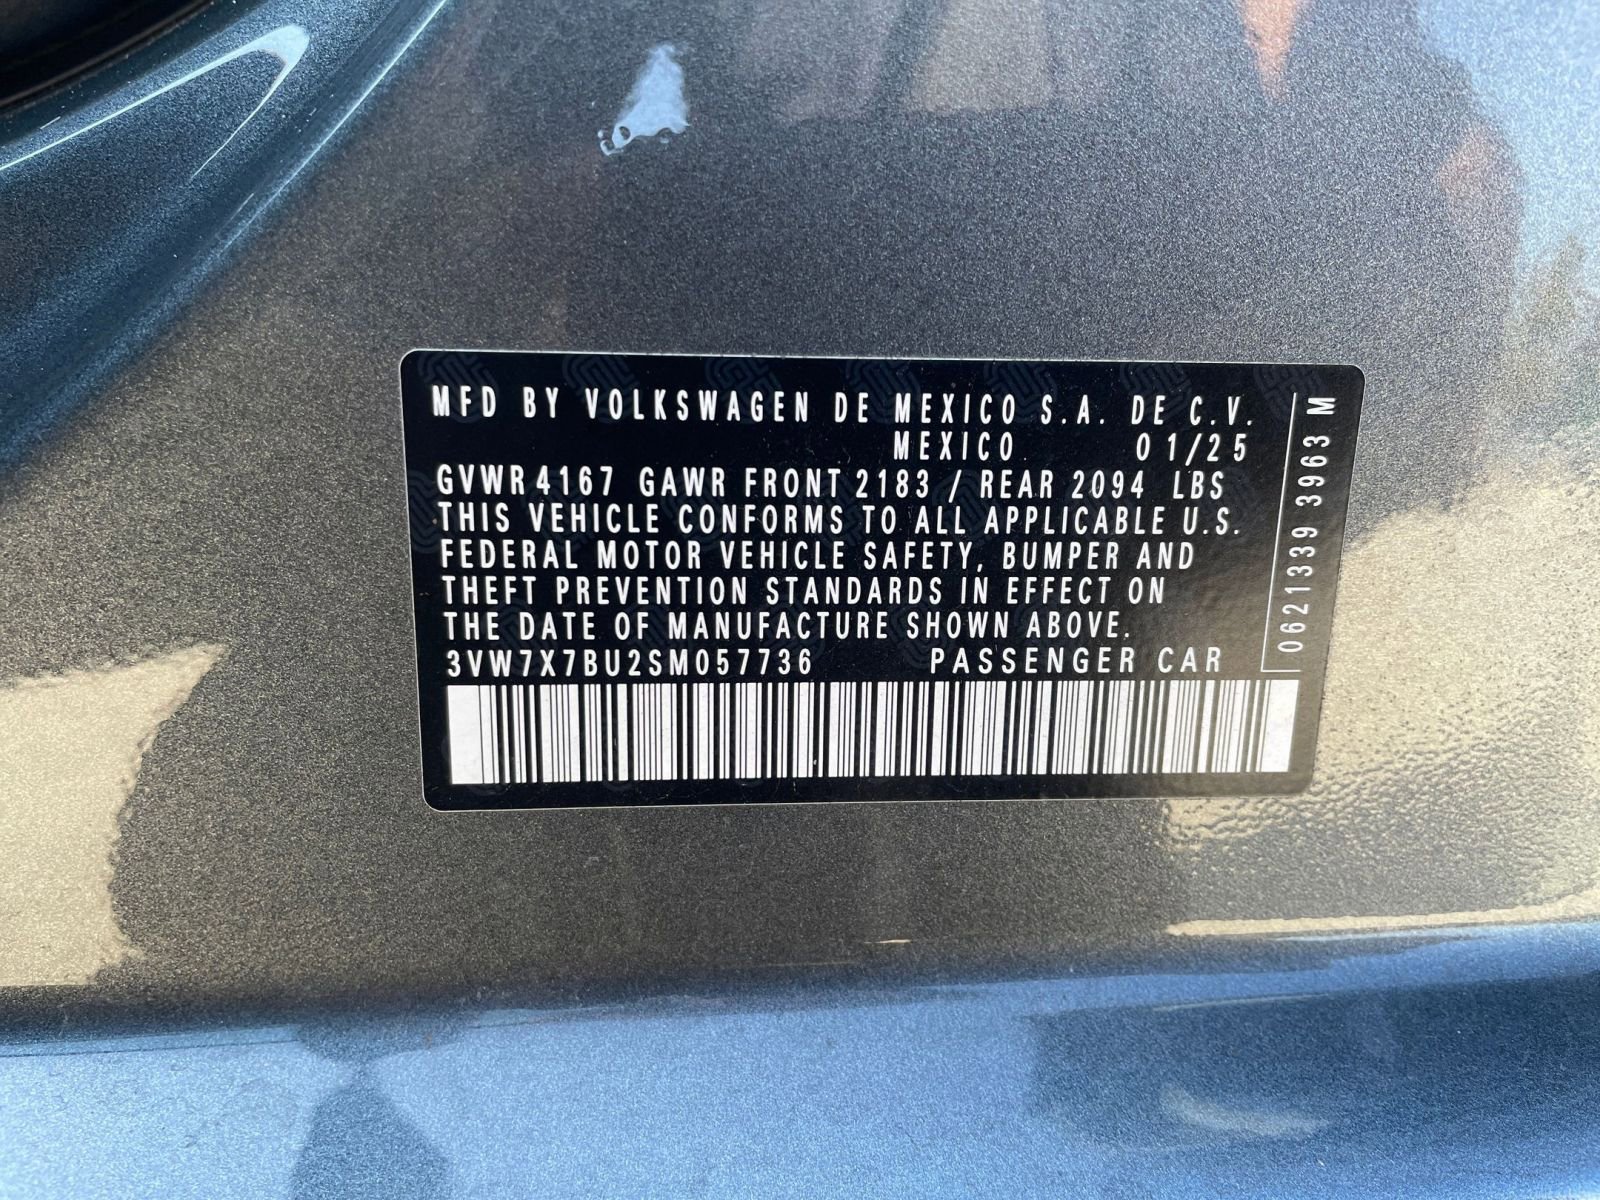 MFD BY VOLKSWAGEN DE MEXICO S.A. DE C.V.
MEXICO 01/25
GVWR 4167 GAWR FRONT 2183 / REAR 2094 LBS
THIS VEHICLE CONFORMS TO ALL APPLICABLE U.S.
FEDERAL MOTOR VEHICLE SAFETY, BUMPER AND
THEFT PREVENTION STANDARDS IN EFFECT ON
THE DATE OF MANUFACTURE SHOWN ABOVE.
3VW7X7BU2SM057736 PASSENGER CAR
0621339 3963 M